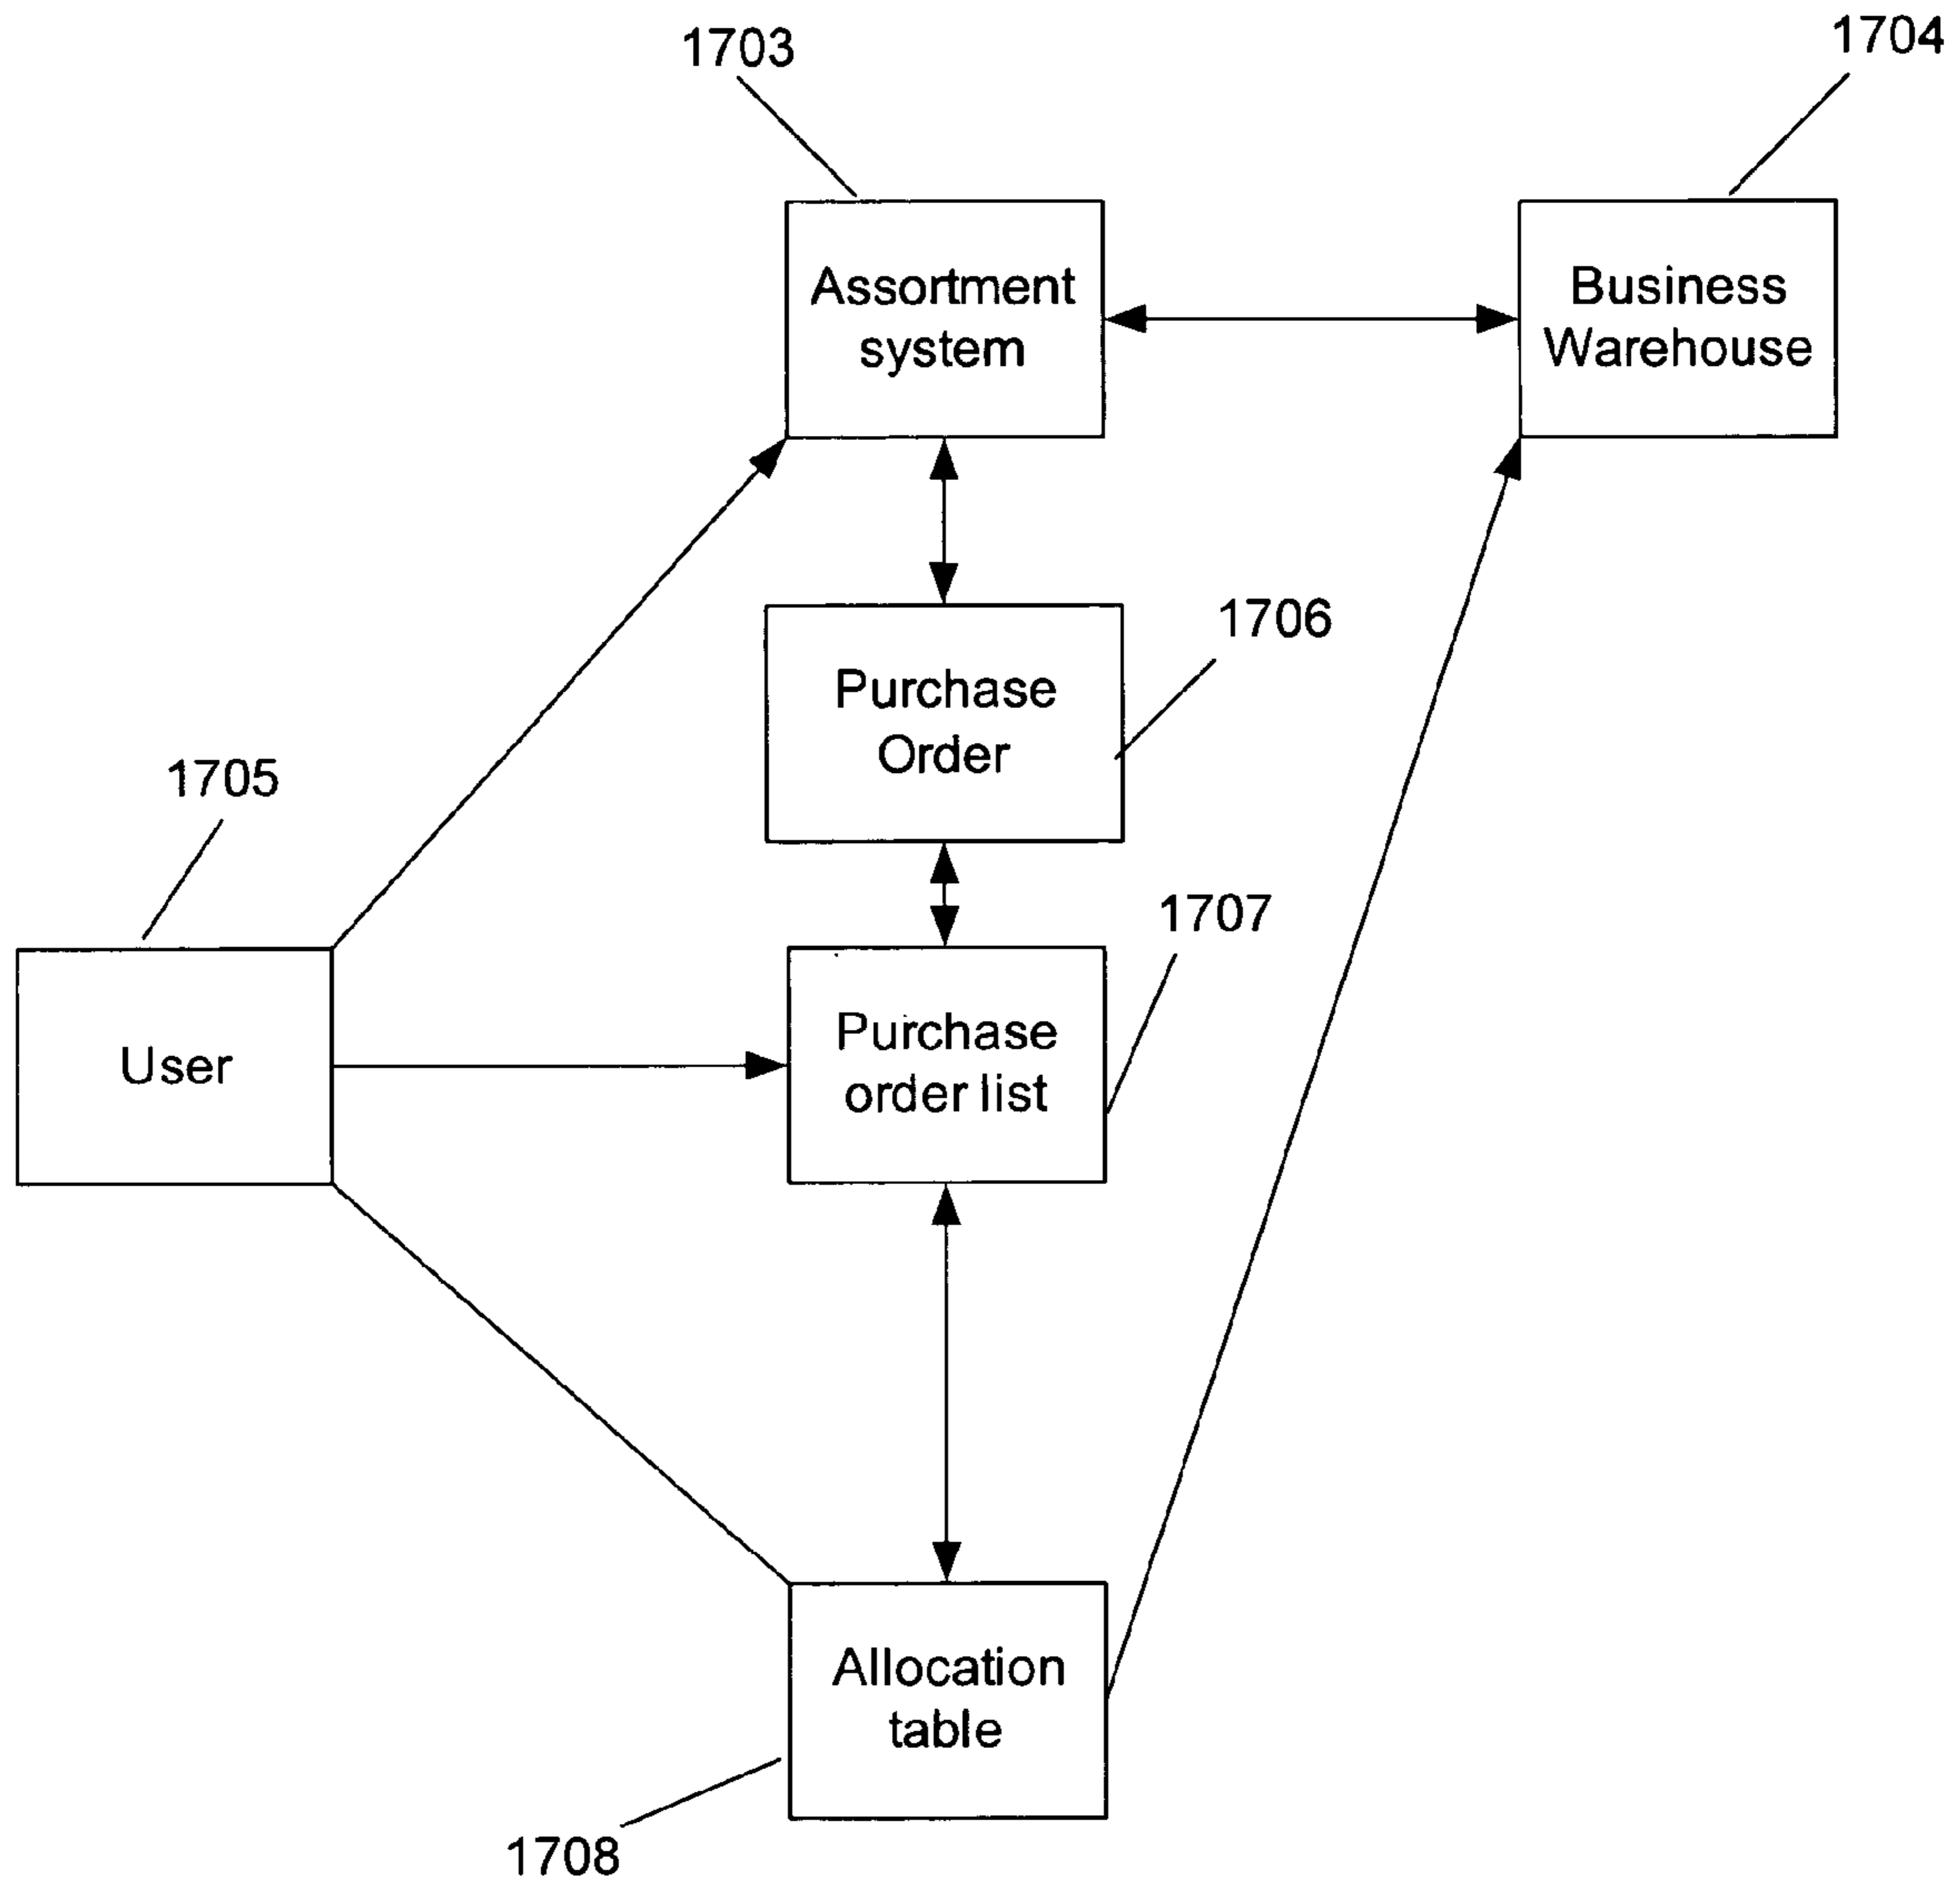 1703
1704
Assortment
system
Business
Warehouse
1706
Purchase
Order
1705
1707
User
Purchase
order list
Allocation
table
1708